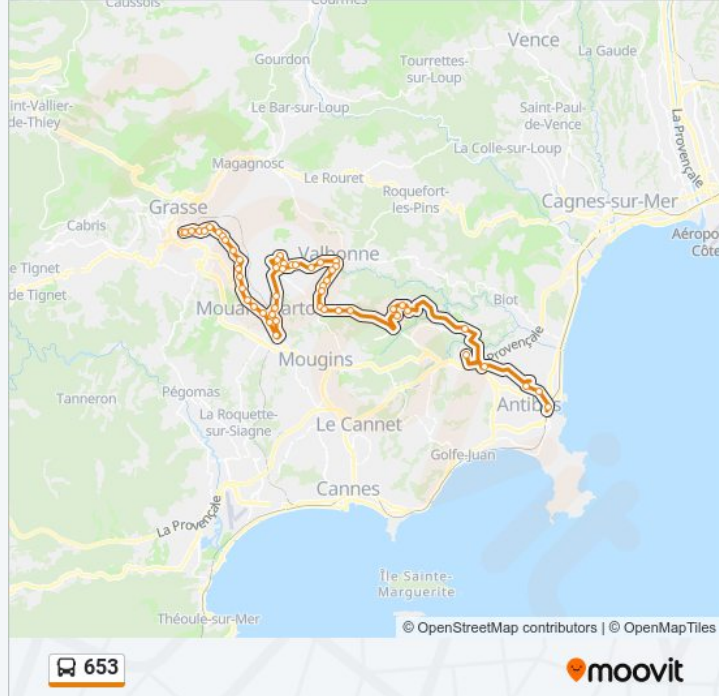 Caussols
Courmes
Vence
La Gaude
Gourdon
Tourrettes-
sur-Loup
int-Vallier-
de-Thiey
Le Bar-sur-Loup
Saint-Paul-
de-Vence
La Provençale
La Colle-sur-Loup
Magagnosc
Le Rouret
Roquefort-
les-Pins
Cagnes-sur-Mer
Grasse
Cabris
Aéropo
Côte
Valbonne
e Tignet
de Tignet
Biot
Provençale
Mougins
Pégomas
Tanneron
Antibes
La Roquette-
sur-Siagne
Le Cannet
Golfe-Juan
Cannes
La Provençale
Île Sainte-
Marguerite
Théoule-sur-Mer
© OpenStreetMap contributors | © OpenMapTiles
653
moovit